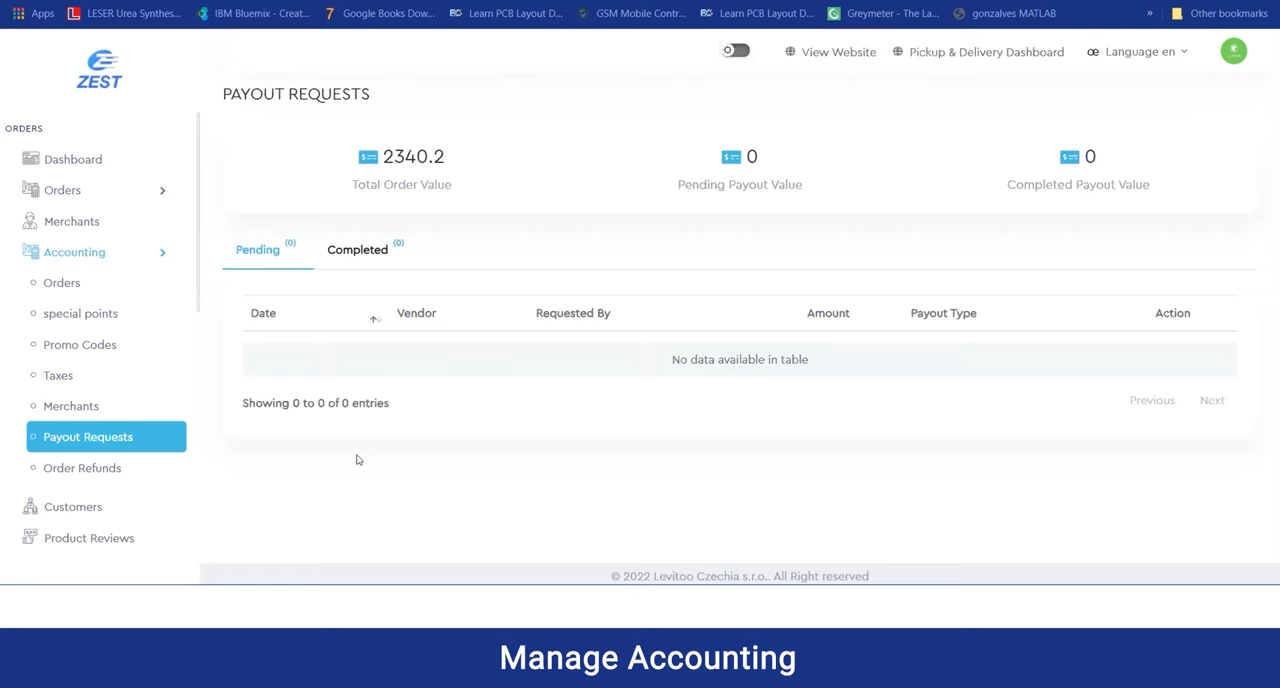 Apps LESER Urea Synthes... IBM Bluemix - Creat... Google Books Dow... Learn PCB Layout D... GSM Mobile Contr... Learn PCB Layout D... Greymeter - The La... gonzalves MATLAB » Other bookmarks
ZEST
View Website Pickup & Delivery Dashboard Language en
PAYOUT REQUESTS
ORDERS
Dashboard
Orders
Merchants
Accounting
Orders
special points
Promo Codes
Taxes
Merchants
Payout Requests
Order Refunds
Customers
Product Reviews
2340.2 0 0
Total Order Value Pending Payout Value Completed Payout Value
Pending (0) Completed (0)
Date Vendor Requested By Amount Payout Type Action
No data available in table
Showing 0 to 0 of 0 entries Previous Next
© 2022 Levitoo Czechia s.r.o.. All Right reserved
Manage Accounting